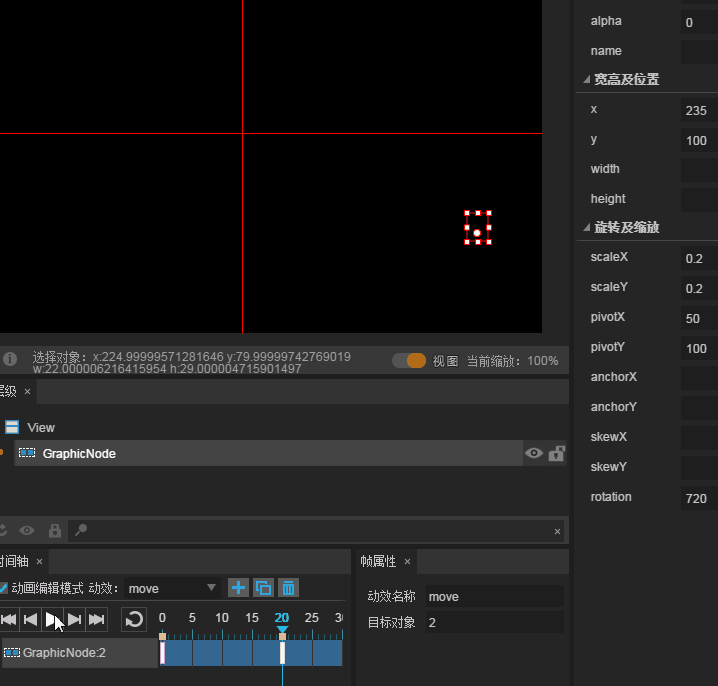 alpha 0
name
宽高及位置
x 235
y 100
width
height
旋转及缩放
scaleX 0.2
scaleY 0.2
pivotX 50
pivotY 100
anchorX
anchorY
skewX
skewY
rotation 720
选择对象：x:224.99999571281646 y:79.99999742769019
w:22.000006216415954 h:29.000004715901497
视图 当前缩放：100%
层级 ×
View
GraphicNode
×
时间轴 ×
动画编辑模式 动效： move
0 5 10 15 20 25
GraphicNode:2
帧属性 ×
动效名称 move
目标对象 2